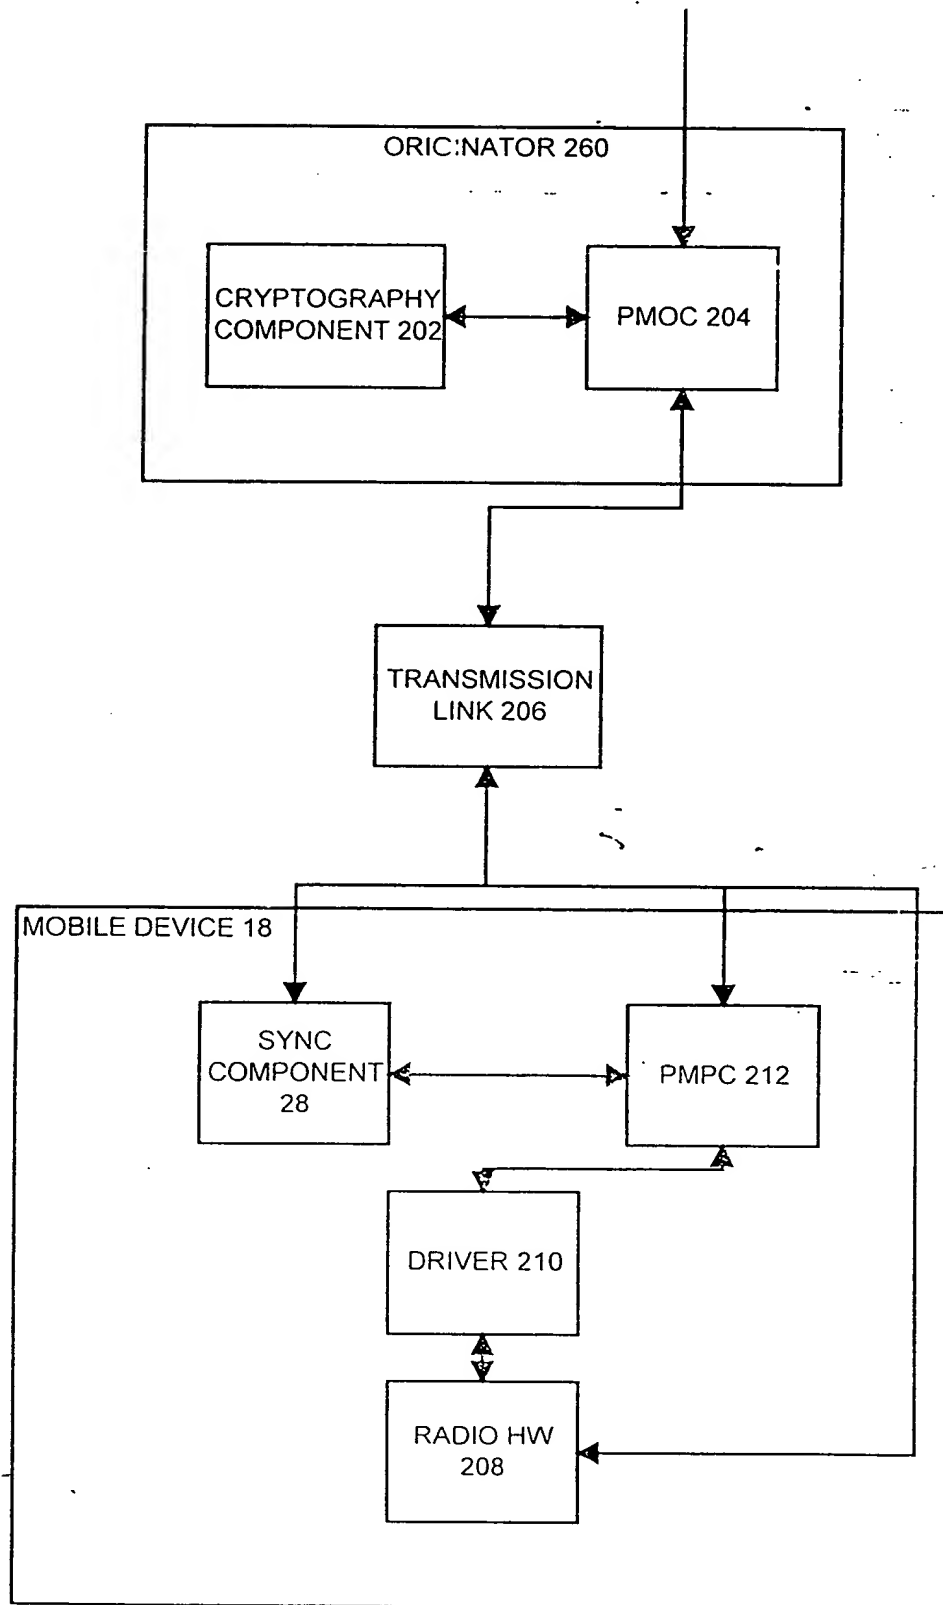 ORIC:NATOR 260
CRYPTOGRAPHY
COMPONENT 202
PMOC 204
TRANSMISSION
LINK 206
MOBILE DEVICE 18
SYNC
COMPONENT
28
PMPC 212
DRIVER 210
RADIO HW
208